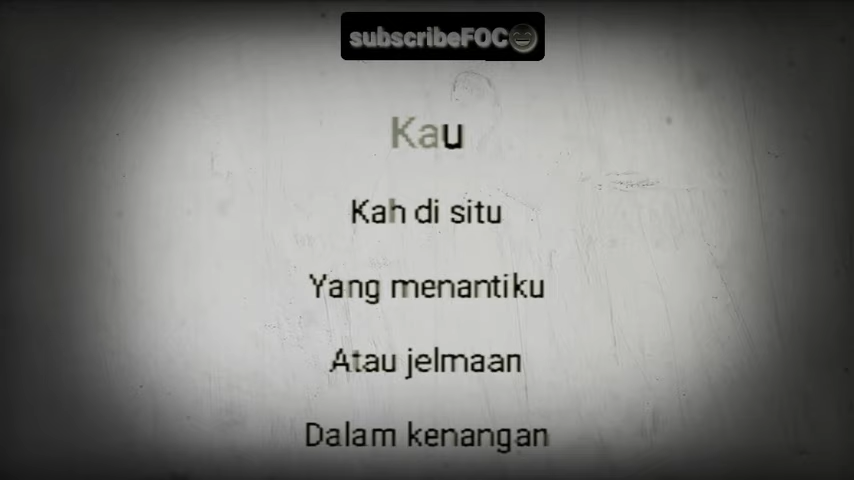 subscribeFOC😄
Kau
Kah di situ
Yang menantiku
Atau jelmaan
Dalam kenangan